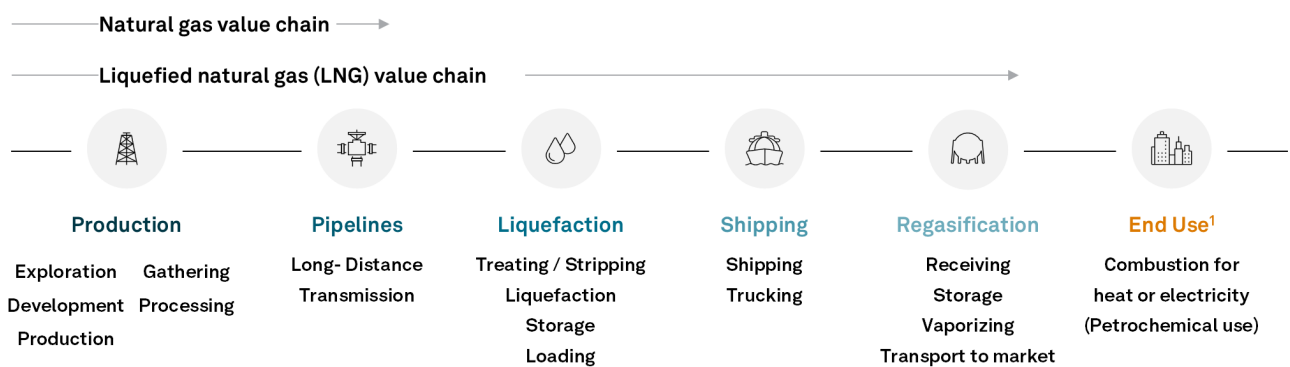 Natural gas value chain
Liquefied natural gas (LNG) value chain
Production
Exploration
Development
Production
Gathering
Processing
Pipelines
Long- Distance
Transmission
Liquefaction
Treating / Stripping
Liquefaction
Storage
Loading
Shipping
Shipping
Trucking
Regasification
Receiving
Storage
Vaporizing
Transport to market
End Use¹
Combustion for
heat or electricity
(Petrochemical use)